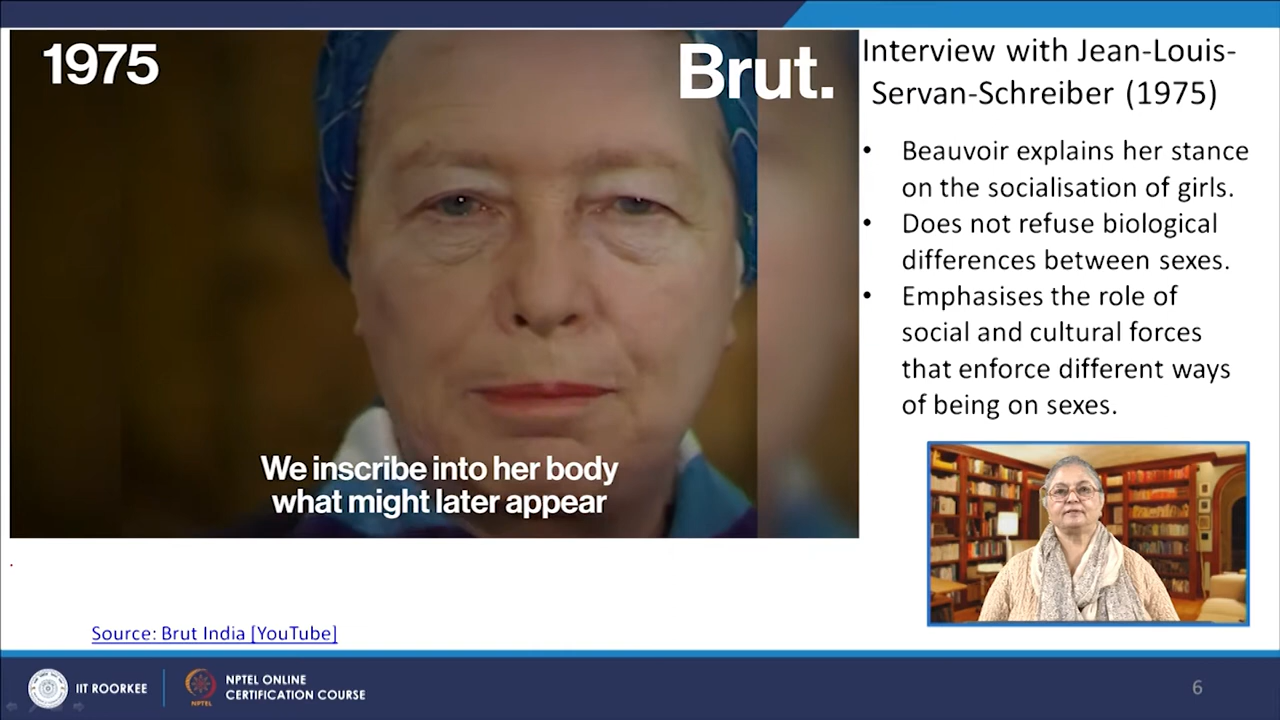 1975
Brut.
We inscribe into her body
what might later appear
Interview with Jean-Louis-
Servan-Schreiber (1975)
• Beauvoir explains her stance
on the socialisation of girls.
• Does not refuse biological
differences between sexes.
• Emphasises the role of
social and cultural forces
that enforce different ways
of being on sexes.
Source: Brut India [YouTube]
IIT ROORKEE
NPTEL
NPTEL ONLINE
CERTIFICATION COURSE
6